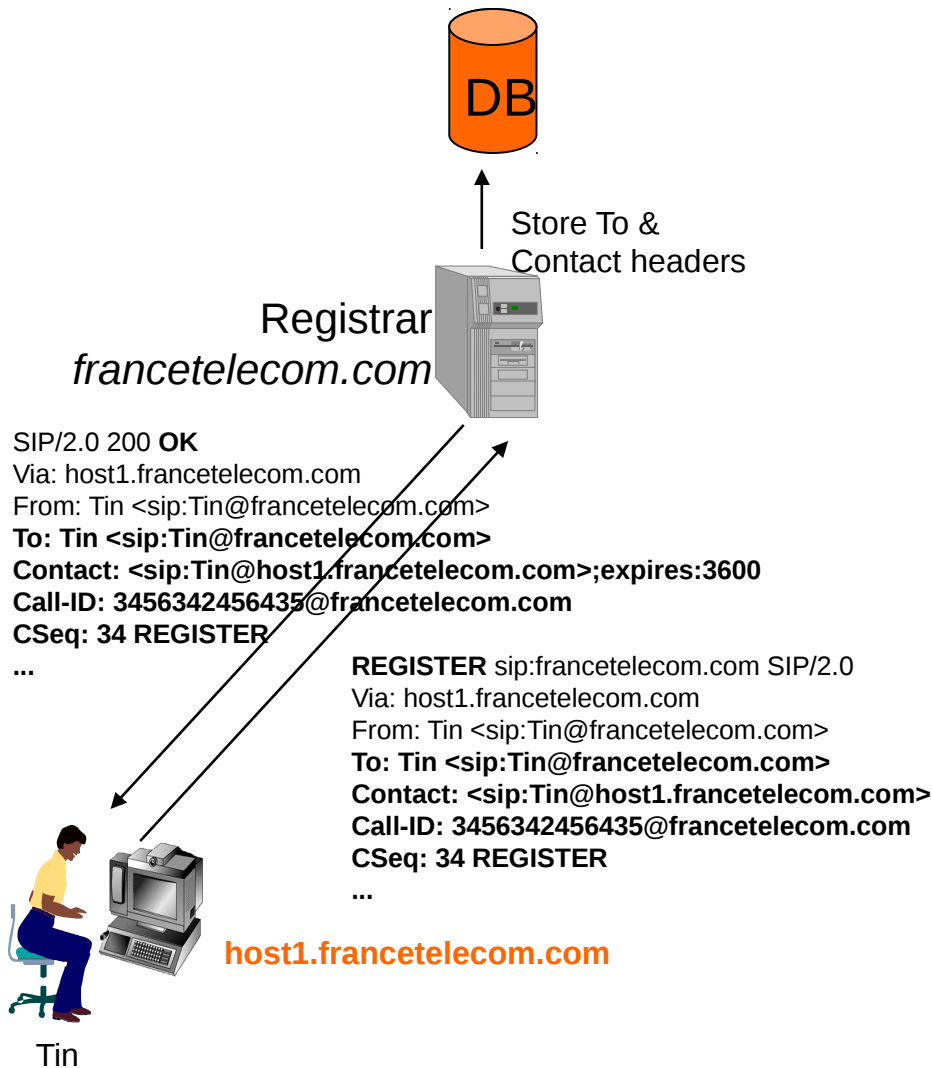 DB
Store To &
Contact headers
Registrar
francetelecom.com
SIP/2.0 200 OK
Via: host1.francetelecom.com
From: Tin <sip:Tin@francetelecom.com>
To: Tin <sip:Tin@francetelecom.com>
Contact: <sip:Tin@host1.francetelecom.com>;expires:3600
Call-ID: 3456342456435@francetelecom.com
CSeq: 34 REGISTER
...
REGISTER sip:francetelecom.com SIP/2.0
Via: host1.francetelecom.com
From: Tin <sip:Tin@francetelecom.com>
To: Tin <sip:Tin@francetelecom.com>
Contact: <sip:Tin@host1.francetelecom.com>
Call-ID: 3456342456435@francetelecom.com
CSeq: 34 REGISTER
...
host1.francetelecom.com
Tin